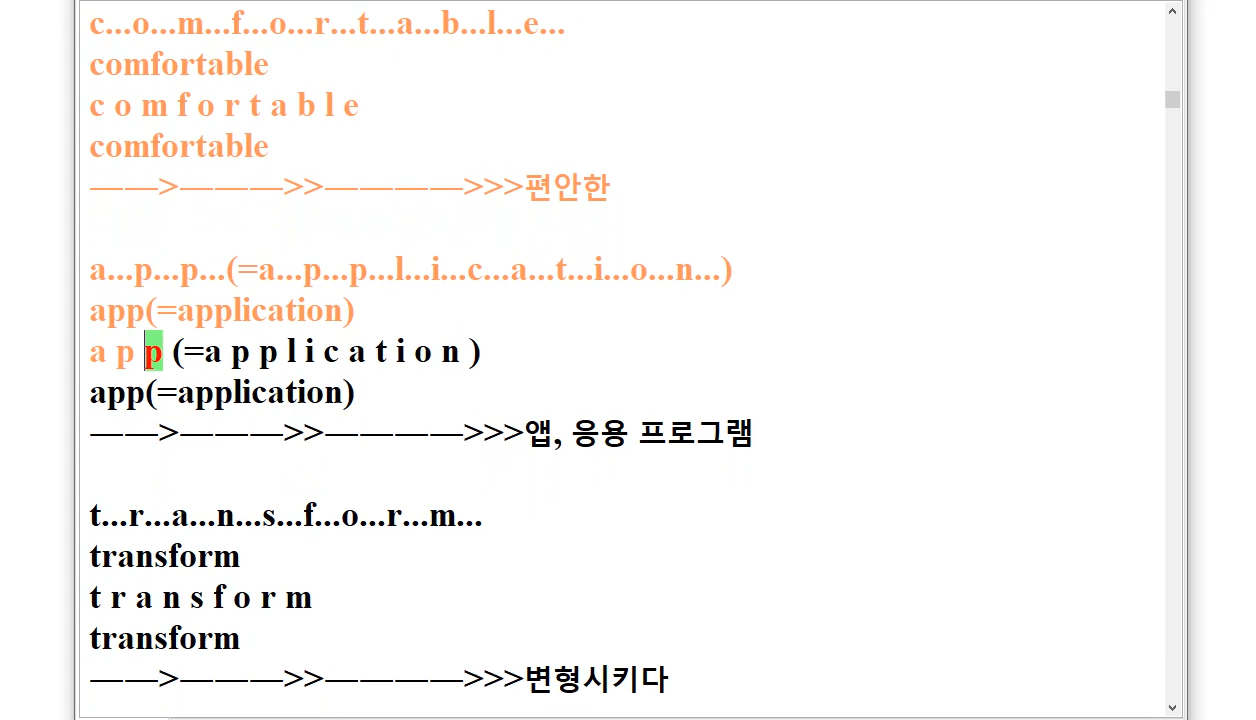 c...o...m...f...o...r...t...a...b...l...e...
comfortable
c o m f o r t a b l e
comfortable
——>———>>————>>>편안한
a...p...p...(=a...p...p...l...i...c...a...t...i...o...n...)
app(=application)
a p p (=a p p l i c a t i o n )
app(=application)
——>———>>————>>>앱, 응용 프로그램
t...r...a...n...s...f...o...r...m...
transform
t r a n s f o r m
transform
——>———>>————>>>변형시키다